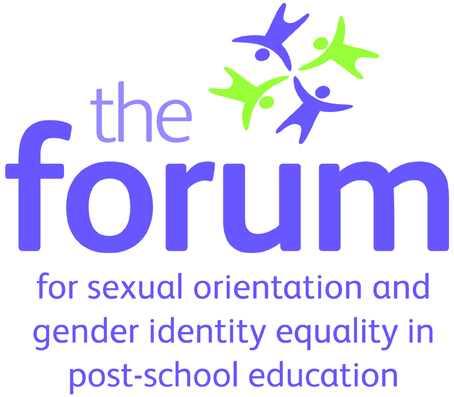 the
forum
for sexual orientation and
gender identity equality in
post-school education